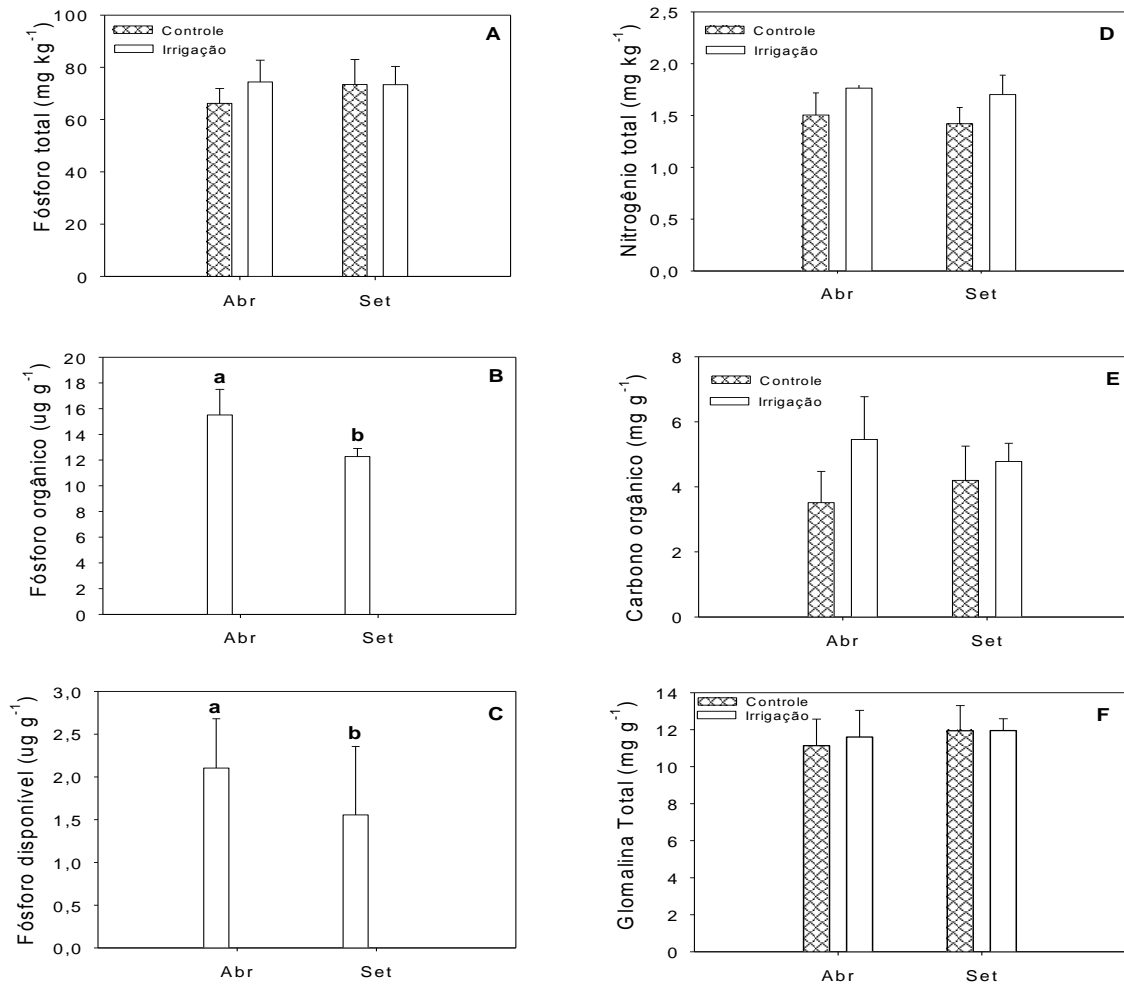 A
Controle
Irrigação
Fósforo total (mg kg-1)
100
80
60
40
20
0
Abr Set
B
Fósforo orgânico (ug g-1)
20
18
16
14
12
10
8
6
4
2
0
a
b
Abr Set
C
Fósforo disponível (ug g-1)
3,0
2,5
2,0
1,5
1,0
0,5
0,0
a
b
Abr Set
D
Controle
Irrigação
Nitrogênio total (mg kg-1)
2,5
2,0
1,5
1,0
0,5
0,0
Abr Set
E
Controle
Irrigação
Carbono orgânico (mg g-1)
8
6
4
2
0
Abr Set
F
Controle
Irrigação
Glomalina Total (mg g-1)
14
12
10
8
6
4
2
0
Abr Set